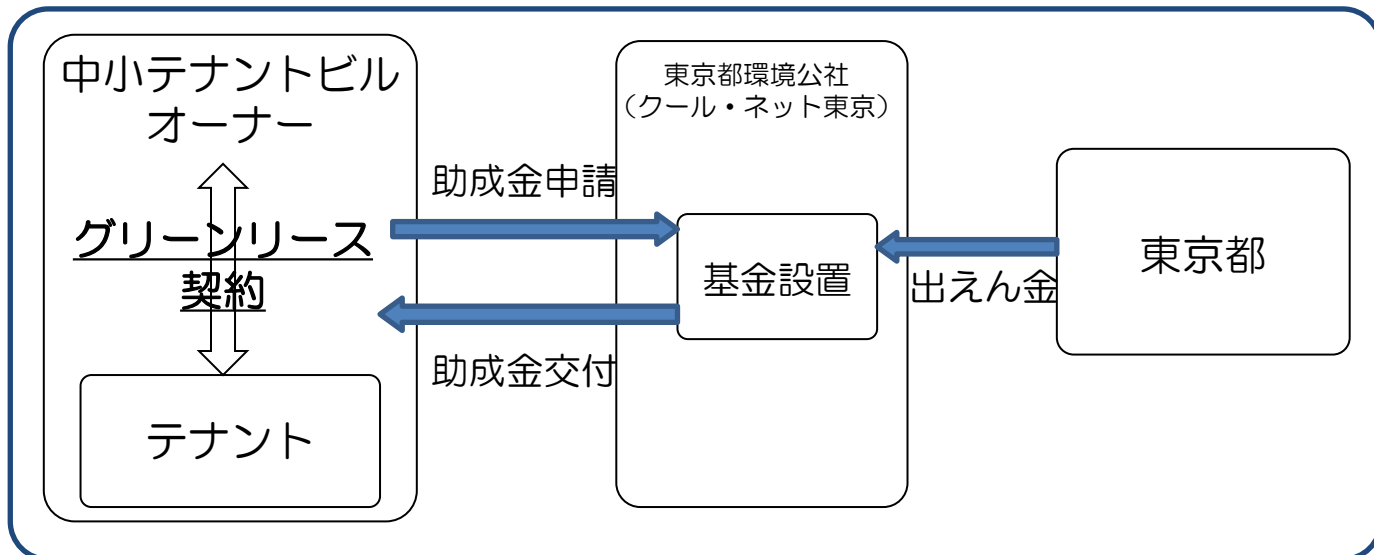 中小テナントビル
オーナー
グリーンリース
契約
テナント
助成金申請
助成金交付
東京都環境公社
（クール・ネット東京）
基金設置
出えん金
東京都